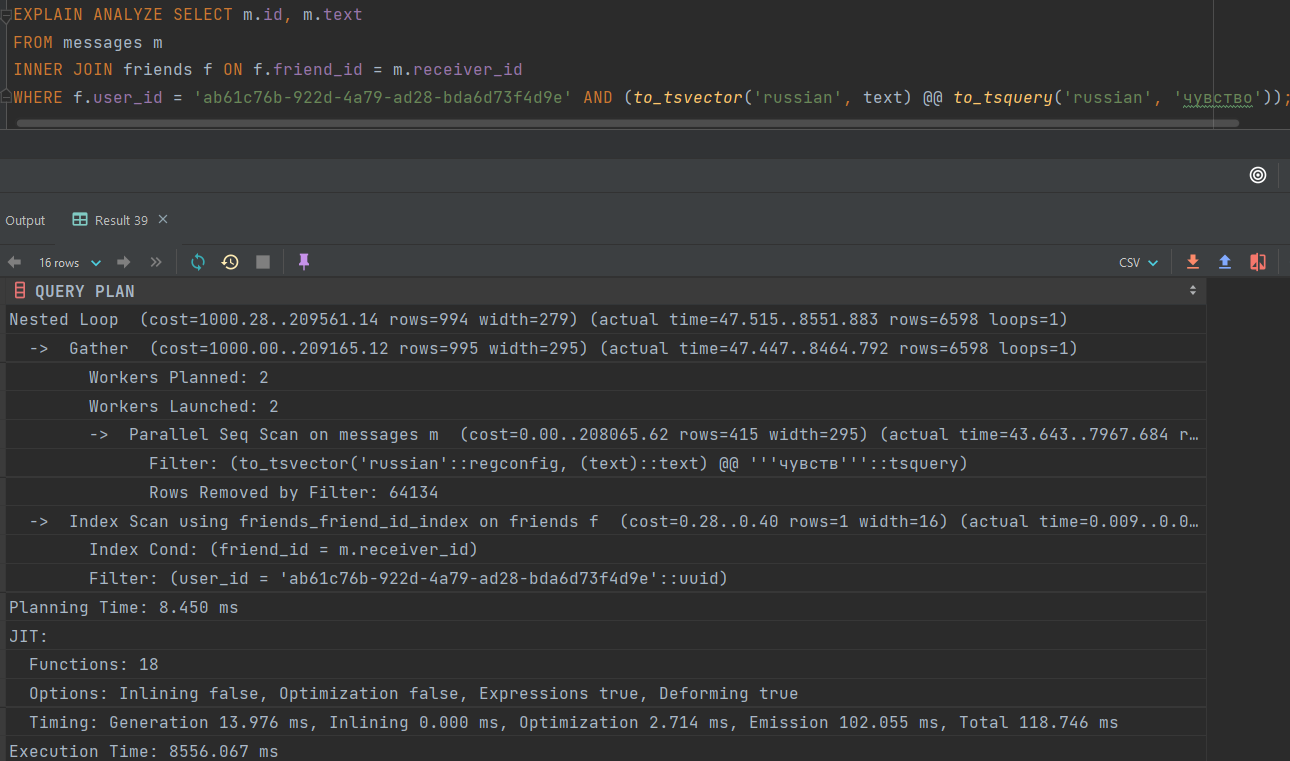 EXPLAIN ANALYZE SELECT m.id, m.text
FROM messages m
INNER JOIN friends f ON f.friend_id = m.receiver_id
WHERE f.user_id = 'ab61c76b-922d-4a79-ad28-bda6d73f4d9e' AND (to_tsvector('russian', text) @@ to_tsquery('russian', 'чувство'));
Output Result 39
16 rows CSV
QUERY PLAN
Nested Loop (cost=1000.28..209561.14 rows=994 width=279) (actual time=47.515..8551.883 rows=6598 loops=1)
-> Gather (cost=1000.00..209165.12 rows=995 width=295) (actual time=47.447..8464.792 rows=6598 loops=1)
Workers Planned: 2
Workers Launched: 2
-> Parallel Seq Scan on messages m (cost=0.00..208065.62 rows=415 width=295) (actual time=43.643..7967.684 r…
Filter: (to_tsvector('russian'::regconfig, (text)::text) @@ '''чувств'''::tsquery)
Rows Removed by Filter: 64134
-> Index Scan using friends_friend_id_index on friends f (cost=0.28..0.40 rows=1 width=16) (actual time=0.009..0.0…
Index Cond: (friend_id = m.receiver_id)
Filter: (user_id = 'ab61c76b-922d-4a79-ad28-bda6d73f4d9e'::uuid)
Planning Time: 8.450 ms
JIT:
Functions: 18
Options: Inlining false, Optimization false, Expressions true, Deforming true
Timing: Generation 13.976 ms, Inlining 0.000 ms, Optimization 2.714 ms, Emission 102.055 ms, Total 118.746 ms
Execution Time: 8556.067 ms